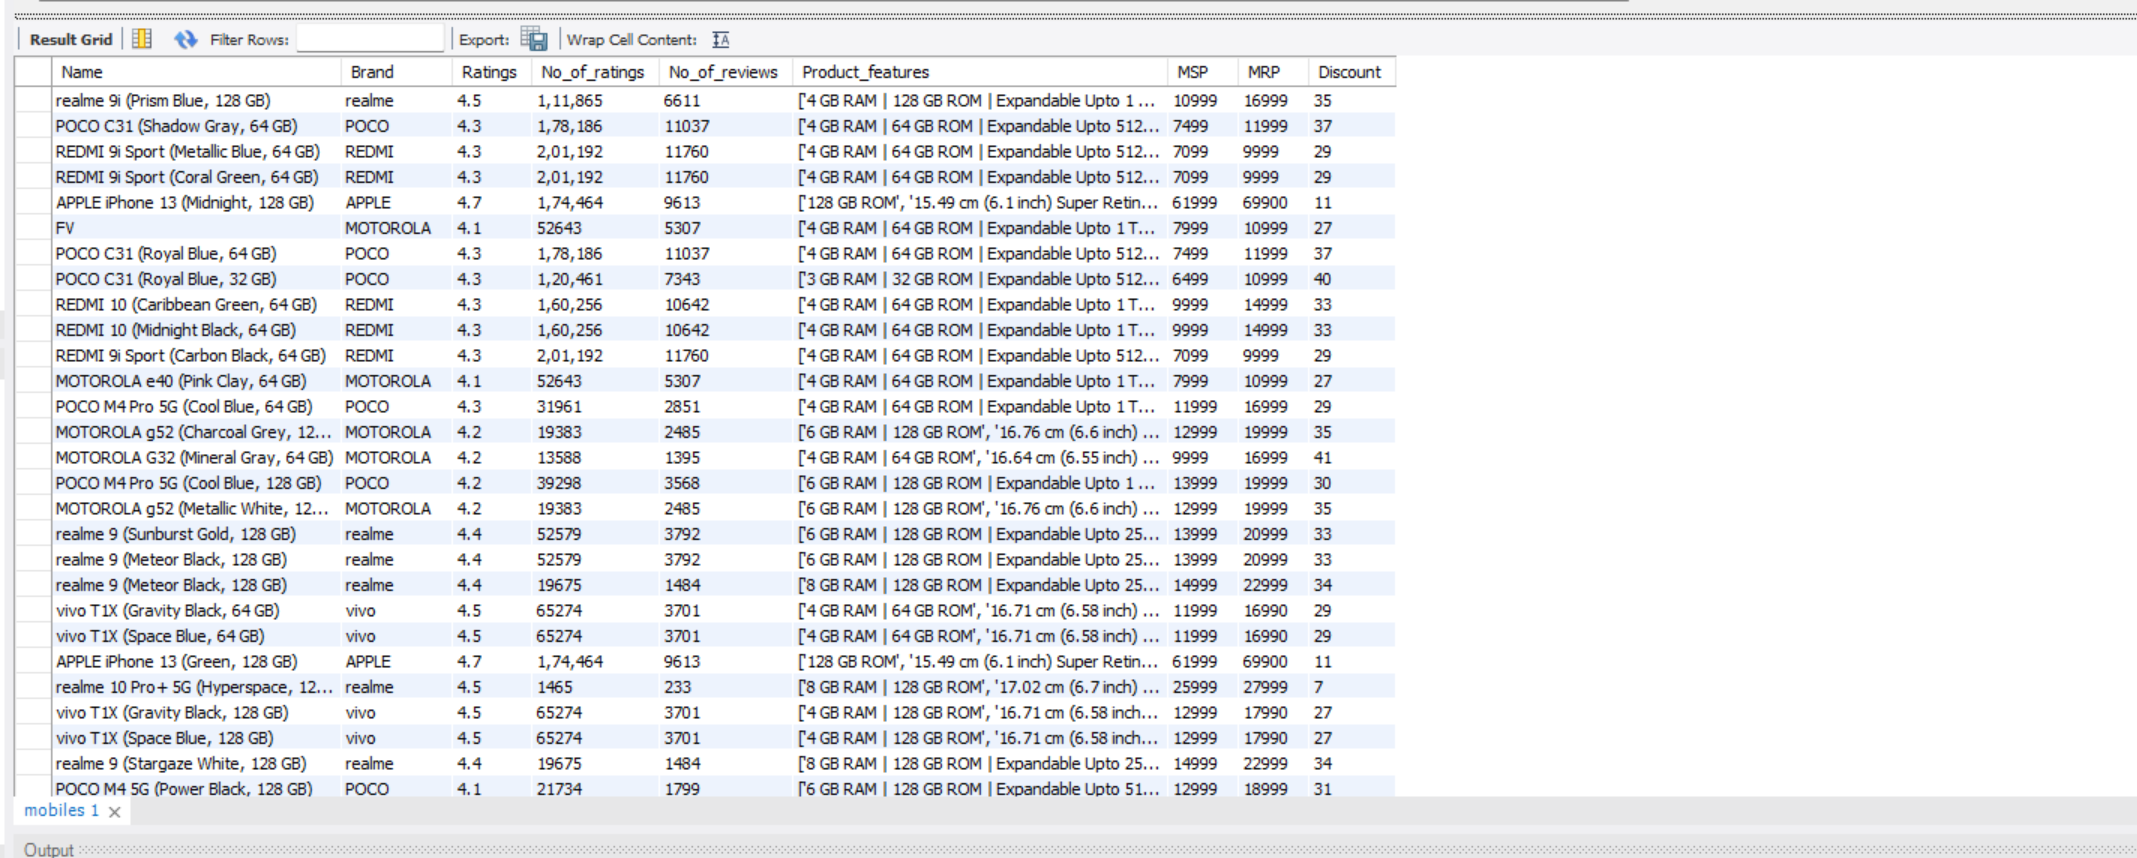 Result Grid Filter Rows: Export: Wrap Cell Content:
Name Brand Ratings No_of_ratings No_of_reviews Product_features MSP MRP Discount
realme 9i (Prism Blue, 128 GB) realme 4.5 1,11,865 6611 ['4 GB RAM | 128 GB ROM | Expandable Upto 1 ... 10999 16999 35
POCO C31 (Shadow Gray, 64 GB) POCO 4.3 1,78,186 11037 ['4 GB RAM | 64 GB ROM | Expandable Upto 512... 7499 11999 37
REDMI 9i Sport (Metallic Blue, 64 GB) REDMI 4.3 2,01,192 11760 ['4 GB RAM | 64 GB ROM | Expandable Upto 512... 7099 9999 29
REDMI 9i Sport (Coral Green, 64 GB) REDMI 4.3 2,01,192 11760 ['4 GB RAM | 64 GB ROM | Expandable Upto 512... 7099 9999 29
APPLE iPhone 13 (Midnight, 128 GB) APPLE 4.7 1,74,464 9613 ['128 GB ROM', '15.49 cm (6.1 inch) Super Retin... 61999 69900 11
FV MOTOROLA 4.1 52643 5307 ['4 GB RAM | 64 GB ROM | Expandable Upto 1 T... 7999 10999 27
POCO C31 (Royal Blue, 64 GB) POCO 4.3 1,78,186 11037 ['4 GB RAM | 64 GB ROM | Expandable Upto 512... 7499 11999 37
POCO C31 (Royal Blue, 32 GB) POCO 4.3 1,20,461 7343 ['3 GB RAM | 32 GB ROM | Expandable Upto 512... 6499 10999 40
REDMI 10 (Caribbean Green, 64 GB) REDMI 4.3 1,60,256 10642 ['4 GB RAM | 64 GB ROM | Expandable Upto 1 T... 9999 14999 33
REDMI 10 (Midnight Black, 64 GB) REDMI 4.3 1,60,256 10642 ['4 GB RAM | 64 GB ROM | Expandable Upto 1 T... 9999 14999 33
REDMI 9i Sport (Carbon Black, 64 GB) REDMI 4.3 2,01,192 11760 ['4 GB RAM | 64 GB ROM | Expandable Upto 512... 7099 9999 29
MOTOROLA e40 (Pink Clay, 64 GB) MOTOROLA 4.1 52643 5307 ['4 GB RAM | 64 GB ROM | Expandable Upto 1 T... 7999 10999 27
POCO M4 Pro 5G (Cool Blue, 64 GB) POCO 4.3 31961 2851 ['4 GB RAM | 64 GB ROM | Expandable Upto 1 T... 11999 16999 29
MOTOROLA g52 (Charcoal Grey, 12... MOTOROLA 4.2 19383 2485 ['6 GB RAM | 128 GB ROM', '16.76 cm (6.6 inch) ... 12999 19999 35
MOTOROLA G32 (Mineral Gray, 64 GB) MOTOROLA 4.2 13588 1395 ['4 GB RAM | 64 GB ROM', '16.64 cm (6.55 inch) ... 9999 16999 41
POCO M4 Pro 5G (Cool Blue, 128 GB) POCO 4.2 39298 3568 ['6 GB RAM | 128 GB ROM | Expandable Upto 1 ... 13999 19999 30
MOTOROLA g52 (Metallic White, 12... MOTOROLA 4.2 19383 2485 ['6 GB RAM | 128 GB ROM', '16.76 cm (6.6 inch) ... 12999 19999 35
realme 9 (Sunburst Gold, 128 GB) realme 4.4 52579 3792 ['6 GB RAM | 128 GB ROM | Expandable Upto 25... 13999 20999 33
realme 9 (Meteor Black, 128 GB) realme 4.4 52579 3792 ['6 GB RAM | 128 GB ROM | Expandable Upto 25... 13999 20999 33
realme 9 (Meteor Black, 128 GB) realme 4.4 19675 1484 ['8 GB RAM | 128 GB ROM | Expandable Upto 25... 14999 22999 34
vivo T1X (Gravity Black, 64 GB) vivo 4.5 65274 3701 ['4 GB RAM | 64 GB ROM', '16.71 cm (6.58 inch) ... 11999 16990 29
vivo T1X (Space Blue, 64 GB) vivo 4.5 65274 3701 ['4 GB RAM | 64 GB ROM', '16.71 cm (6.58 inch) ... 11999 16990 29
APPLE iPhone 13 (Green, 128 GB) APPLE 4.7 1,74,464 9613 ['128 GB ROM', '15.49 cm (6.1 inch) Super Retin... 61999 69900 11
realme 10 Pro+ 5G (Hyperspace, 12... realme 4.5 1465 233 ['8 GB RAM | 128 GB ROM', '17.02 cm (6.7 inch) ... 25999 27999 7
vivo T1X (Gravity Black, 128 GB) vivo 4.5 65274 3701 ['4 GB RAM | 128 GB ROM', '16.71 cm (6.58 inch... 12999 17990 27
vivo T1X (Space Blue, 128 GB) vivo 4.5 65274 3701 ['4 GB RAM | 128 GB ROM', '16.71 cm (6.58 inch... 12999 17990 27
realme 9 (Stargaze White, 128 GB) realme 4.4 19675 1484 ['8 GB RAM | 128 GB ROM | Expandable Upto 25... 14999 22999 34
POCO M4 5G (Power Black, 128 GB) POCO 4.1 21734 1799 ['6 GB RAM | 128 GB ROM | Expandable Upto 51... 12999 18999 31
mobiles 1
Output